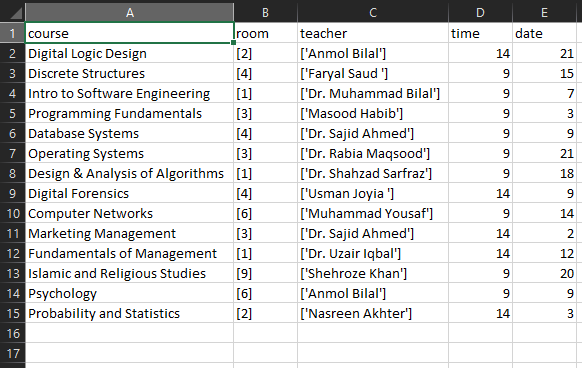 A B C D E
1 course room teacher time date
2 Digital Logic Design [2] ['Anmol Bilal'] 14 21
3 Discrete Structures [4] ['Faryal Saud '] 9 15
4 Intro to Software Engineering [1] ['Dr. Muhammad Bilal'] 9 7
5 Programming Fundamentals [3] ['Masood Habib'] 9 3
6 Database Systems [4] ['Dr. Sajid Ahmed'] 9 9
7 Operating Systems [3] ['Dr. Rabia Maqsood'] 9 21
8 Design & Analysis of Algorithms [1] ['Dr. Shahzad Sarfraz'] 9 18
9 Digital Forensics [4] ['Usman Joyia '] 14 9
10 Computer Networks [6] ['Muhammad Yousaf'] 9 14
11 Marketing Management [3] ['Dr. Sajid Ahmed'] 14 2
12 Fundamentals of Management [1] ['Dr. Uzair Iqbal'] 14 12
13 Islamic and Religious Studies [9] ['Shehroze Khan'] 9 20
14 Psychology [6] ['Anmol Bilal'] 9 9
15 Probability and Statistics [2] ['Nasreen Akhter'] 14 3
16
17